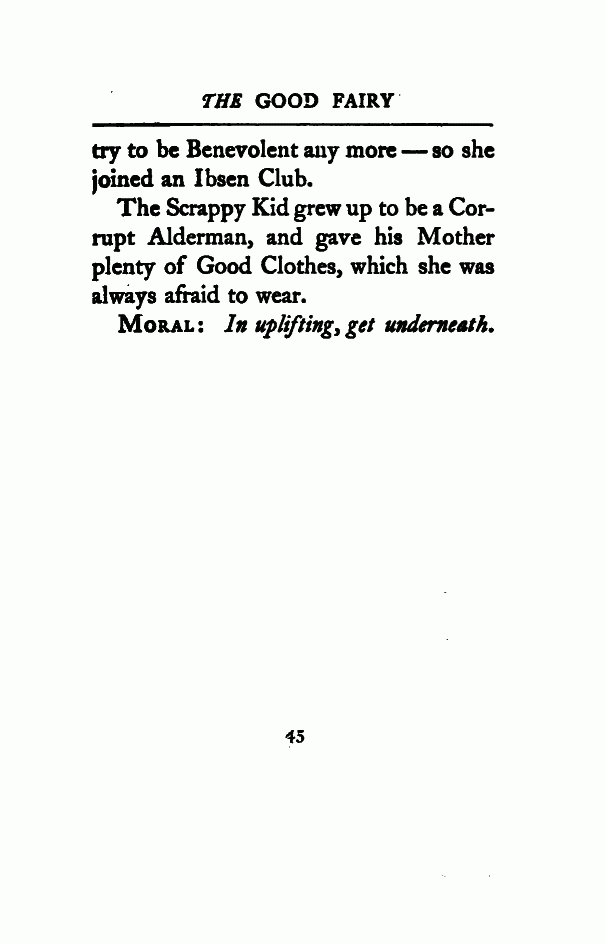 THE GOOD FAIRY
try to be Benevolent any more — so she
joined an Ibsen Club.
The Scrappy Kid grew up to be a Cor-
rupt Alderman, and gave his Mother
plenty of Good Clothes, which she was
always afraid to wear.
MORAL: In uplifting, get underneath.
45